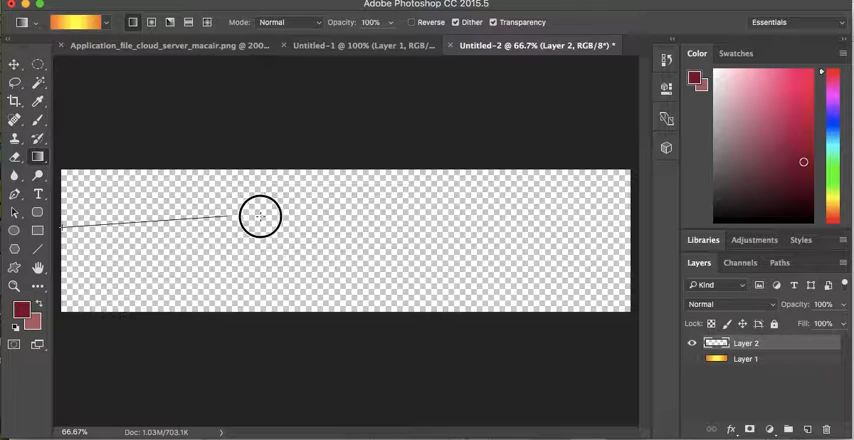 Adobe Photoshop CC 2015.5
Mode: Normal Opacity: 100% Reverse Dither Transparency Essentials
Application_file_cloud_server_macair.png @ 200... Untitled-1 @ 100% (Layer 1, RGB/... Untitled-2 @ 66.7% (Layer 2, RGB/8*) *
Color Swatches
T
Libraries Adjustments Styles
Layers Channels Paths
Kind T
Normal Opacity: 100%
Lock: Fill: 100%
Layer 2
Layer 1
66.67% Doc: 1.03M/703.1K fx